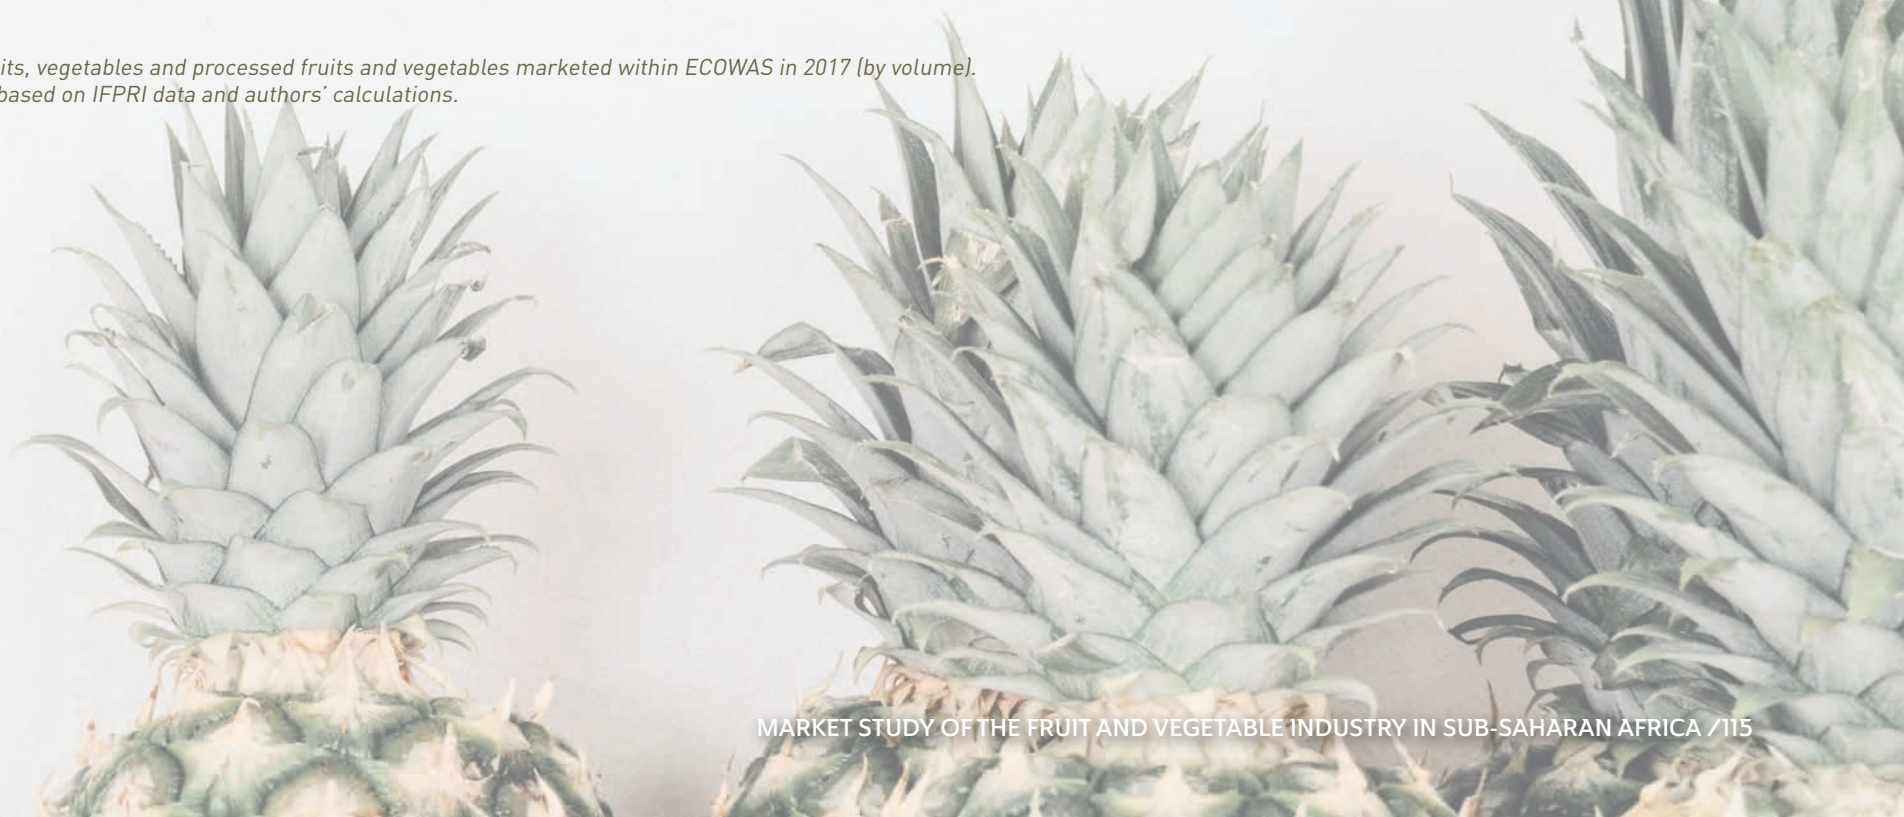 its, vegetables and processed fruits and vegetables marketed within ECOWAS in 2017 (by volume).
based on IFPRI data and authors’ calculations.
MARKET STUDY OF THE FRUIT AND VEGETABLE INDUSTRY IN SUB-SAHARAN AFRICA /115